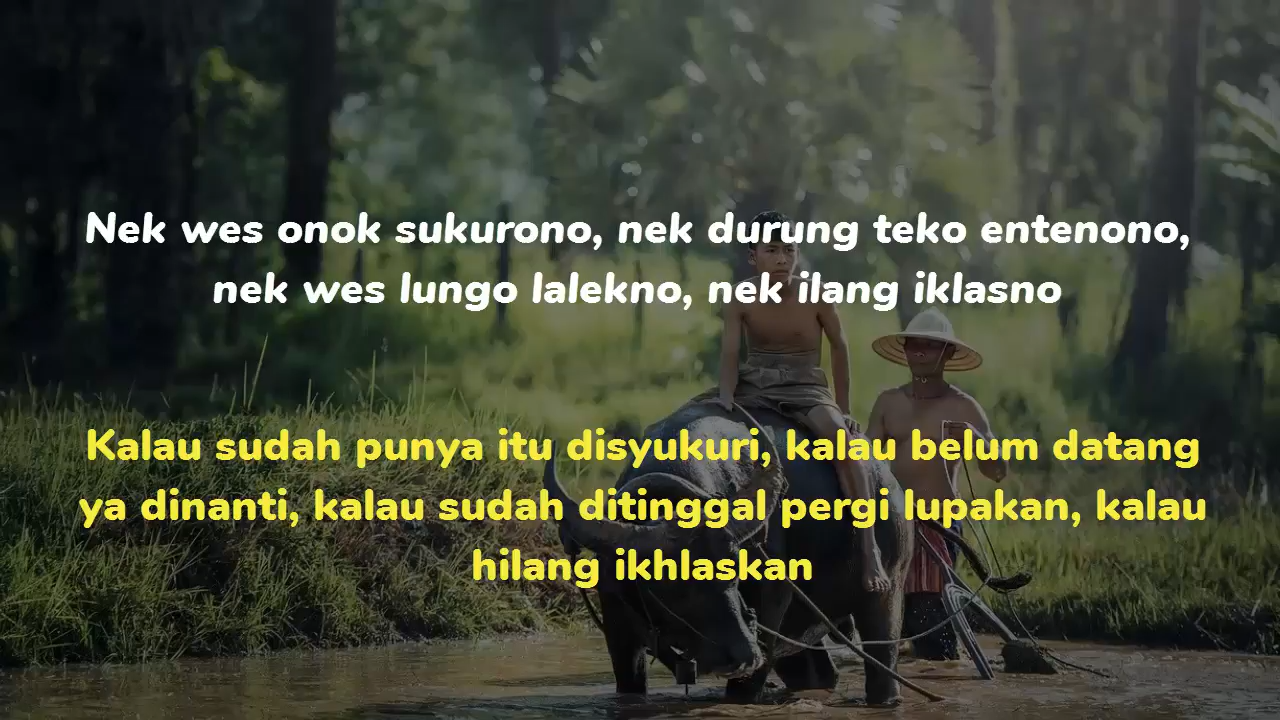 Nek wes onok sukurono, nek durung teko entenono,
nek wes lungo lalekno, nek ilang iklasno
Kalau sudah punya itu disyukuri, kalau belum datang
ya dinanti, kalau sudah ditinggal pergi lupakan, kalau
hilang ikhlaskan